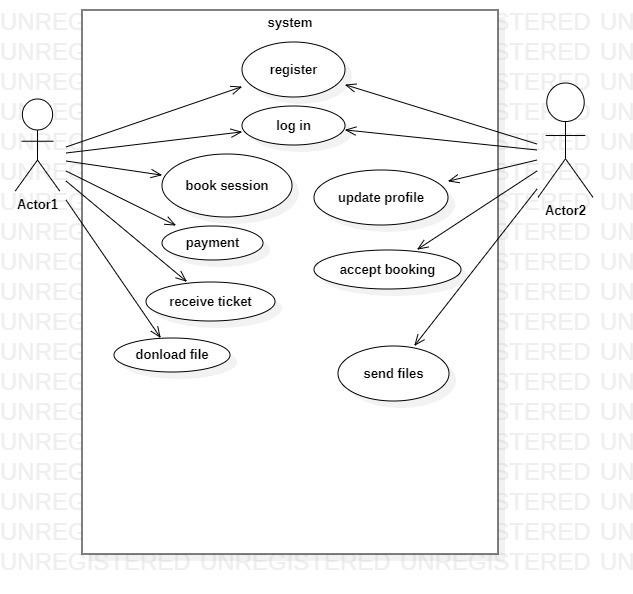 system
register
log in
book session
update profile
Actor1
Actor2
payment
accept booking
receive ticket
donload file
send files
UNREGISTERED UNREGISTERED UNREGISTERED UN